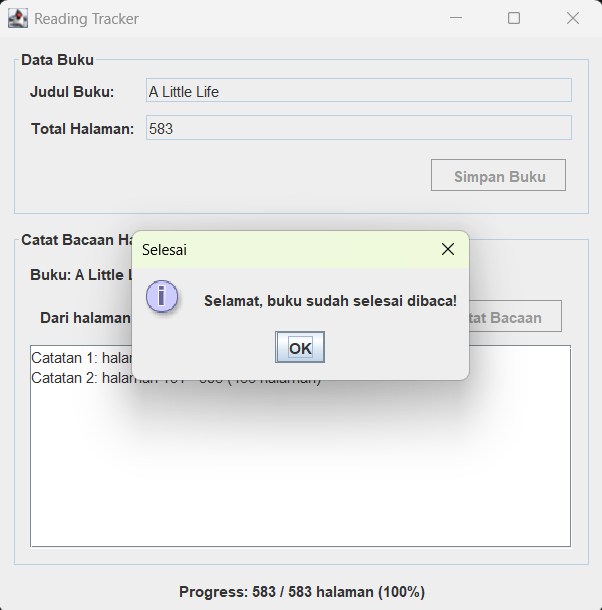 Reading Tracker
Data Buku
Judul Buku: A Little Life
Total Halaman: 583
Simpan Buku
Catat Bacaan Ha
Buku: A Little L
Dari halaman
tat Bacaan
Catatan 1: halam
Catatan 2: halaman
halaman)
Selesai
Selamat, buku sudah selesai dibaca!
OK
Progress: 583 / 583 halaman (100%)